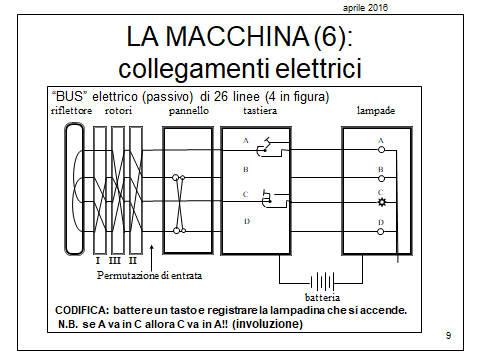 aprile 2016
LA MACCHINA (6):
collegamenti elettrici
“BUS” elettrico (passivo) di 26 linee (4 in figura)
riflettore rotori pannello tastiera lampade
A A
B B
C C
D D
I III II
Permutazione di entrata
batteria
CODIFICA: battere un tasto e registrare la lampadina che si accende.
N.B. se A va in C allora C va in A!! (involuzione)
9